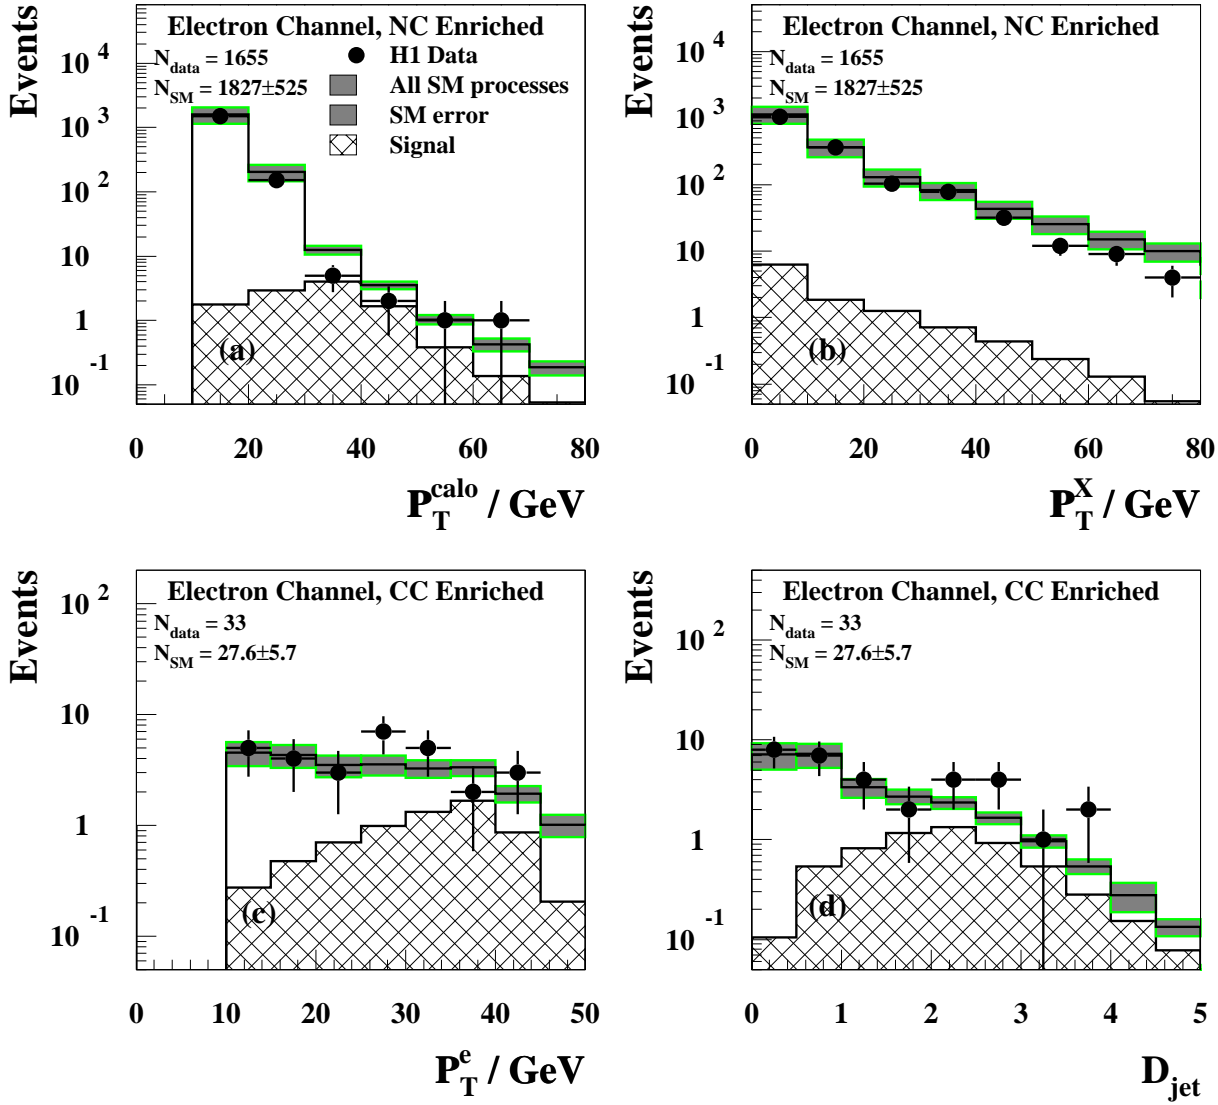 Electron Channel, NC Enriched
N_data = 1655
N_SM = 1827±525
H1 Data
All SM processes
SM error
Signal
Events
10^4
10^3
10^2
10
1
10^-1
(a)
0 20 40 60 80
P_T^calo / GeV
Electron Channel, NC Enriched
N_data = 1655
N_SM = 1827±525
Events
10^4
10^3
10^2
10
1
10^-1
(b)
0 20 40 60 80
P_T^X / GeV
Electron Channel, CC Enriched
N_data = 33
N_SM = 27.6±5.7
Events
10^2
10
1
10^-1
(c)
0 10 20 30 40 50
P_T^e / GeV
Electron Channel, CC Enriched
N_data = 33
N_SM = 27.6±5.7
Events
10^2
10
1
10^-1
(d)
0 1 2 3 4 5
D_jet